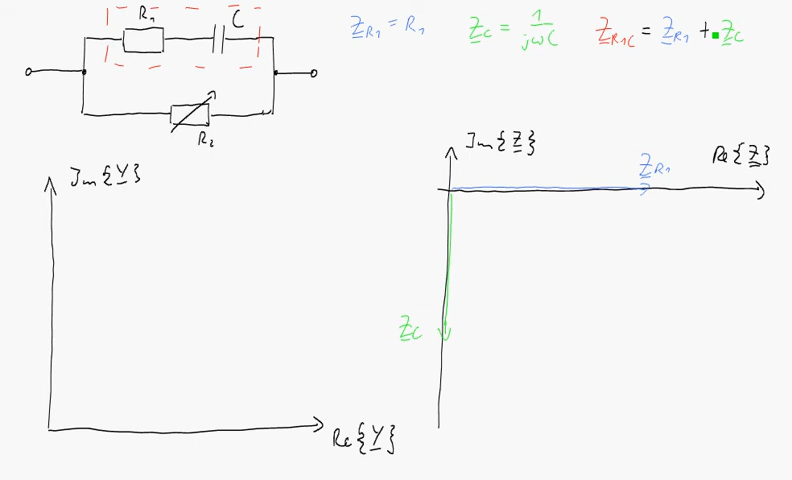 R₁ C
Z_R1 = R₁ Z_C = 1/jωC Z_R1C = Z_R1 + Z_C
R₂
Im{Z}
Re{Z}
Z_R1
Im{Y}
Z_C
Re{Y}